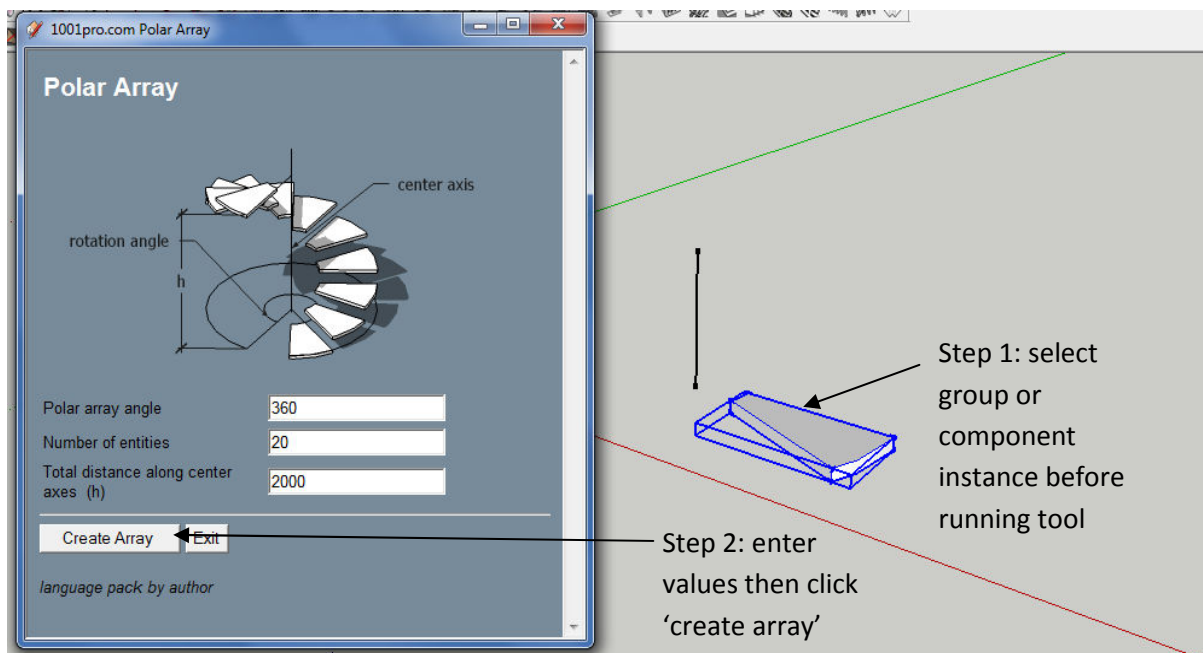 1001pro.com Polar Array
Polar Array
center axis
rotation angle
h
Polar array angle
360
Number of entities
20
Total distance along center
axes (h)
2000
Create Array
Exit
language pack by author
Step 1: select
group or
component
instance before
running tool
Step 2: enter
values then click
‘create array’